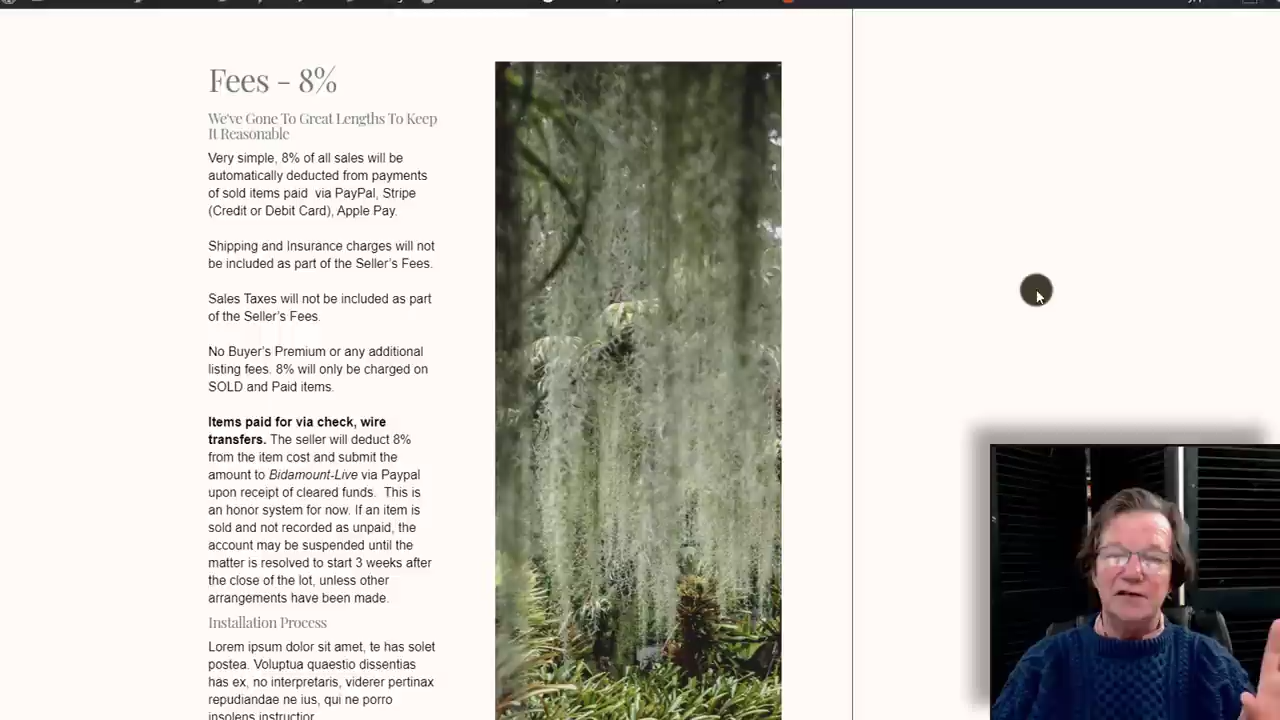 Fees - 8%
We've Gone To Great Lengths To Keep
It Reasonable
Very simple, 8% of all sales will be
automatically deducted from payments
of sold items paid  via PayPal, Stripe
(Credit or Debit Card), Apple Pay.
Shipping and Insurance charges will not
be included as part of the Seller's Fees.
Sales Taxes will not be included as part
of the Seller's Fees.
No Buyer's Premium or any additional
listing fees. 8% will only be charged on
SOLD and Paid items.
Items paid for via check, wire
transfers. The seller will deduct 8%
from the item cost and submit the
amount to Bidamount-Live via Paypal
upon receipt of cleared funds.  This is
an honor system for now. If an item is
sold and not recorded as unpaid, the
account may be suspended until the
matter is resolved to start 3 weeks after
the close of the lot, unless other
arrangements have been made.
Installation Process
Lorem ipsum dolor sit amet, te has solet
postea. Voluptua quaestio dissentias
has ex, no interpretaris, viderer pertinax
repudiandae ne ius, qui ne porro
insolens instructior